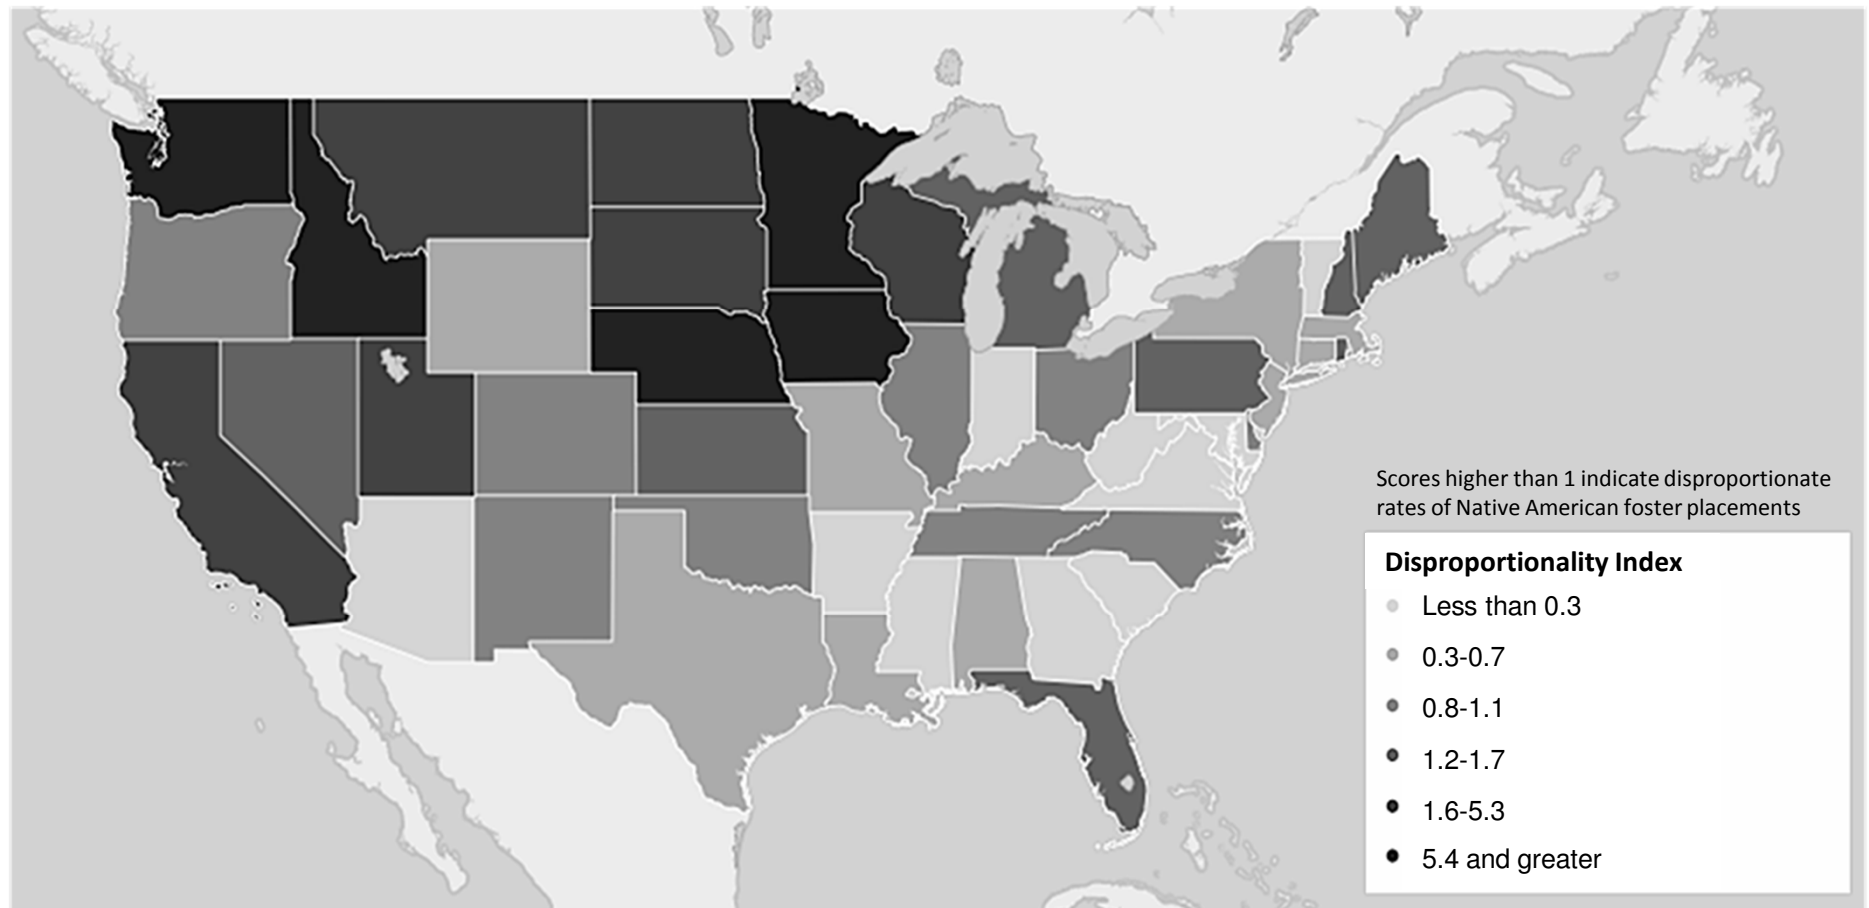 Scores higher than 1 indicate disproportionate
rates of Native American foster placements
Disproportionality Index
Less than 0.3
0.3-0.7
0.8-1.1
1.2-1.7
1.6-5.3
5.4 and greater